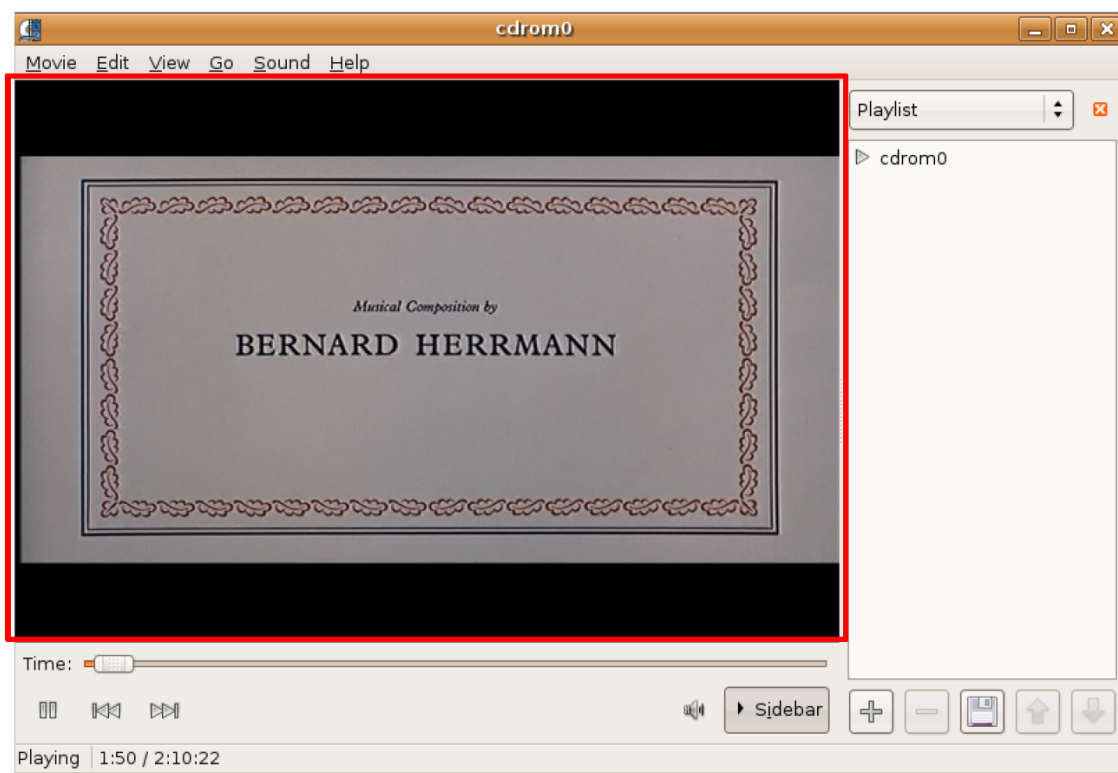 cdrom0
Movie Edit View Go Sound Help
Musical Composition by
BERNARD HERRMANN
Playlist
cdrom0
Time:
Sidebar
Playing 1:50 / 2:10:22